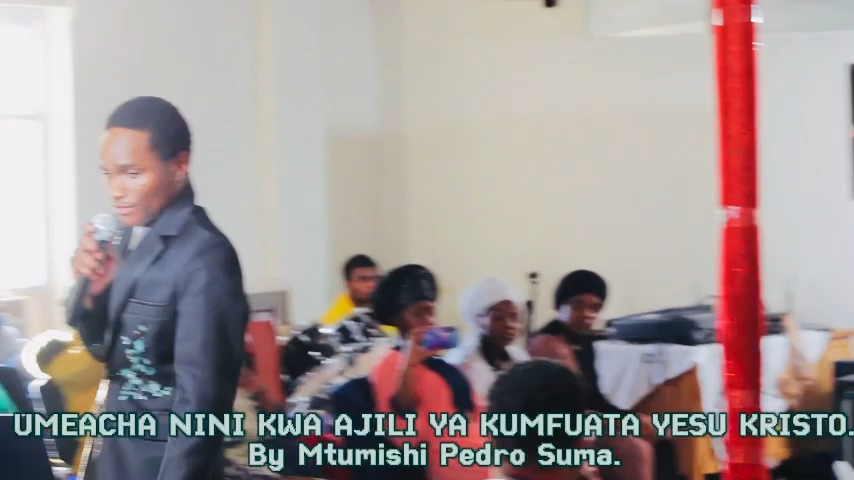 UMEACHA NINI KWA AJILI YA KUMFUATA YESU KRISTO.
By Mtumishi Pedro Suma.